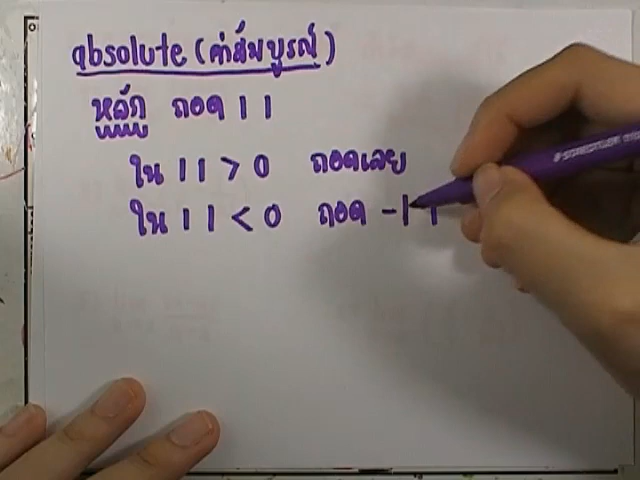 absolute (ค่าสัมบูรณ์)
หลัก ถอด | |
ใน | | > 0 ถอดเลย
ใน | | < 0 ถอด -| |
STAEDTLER